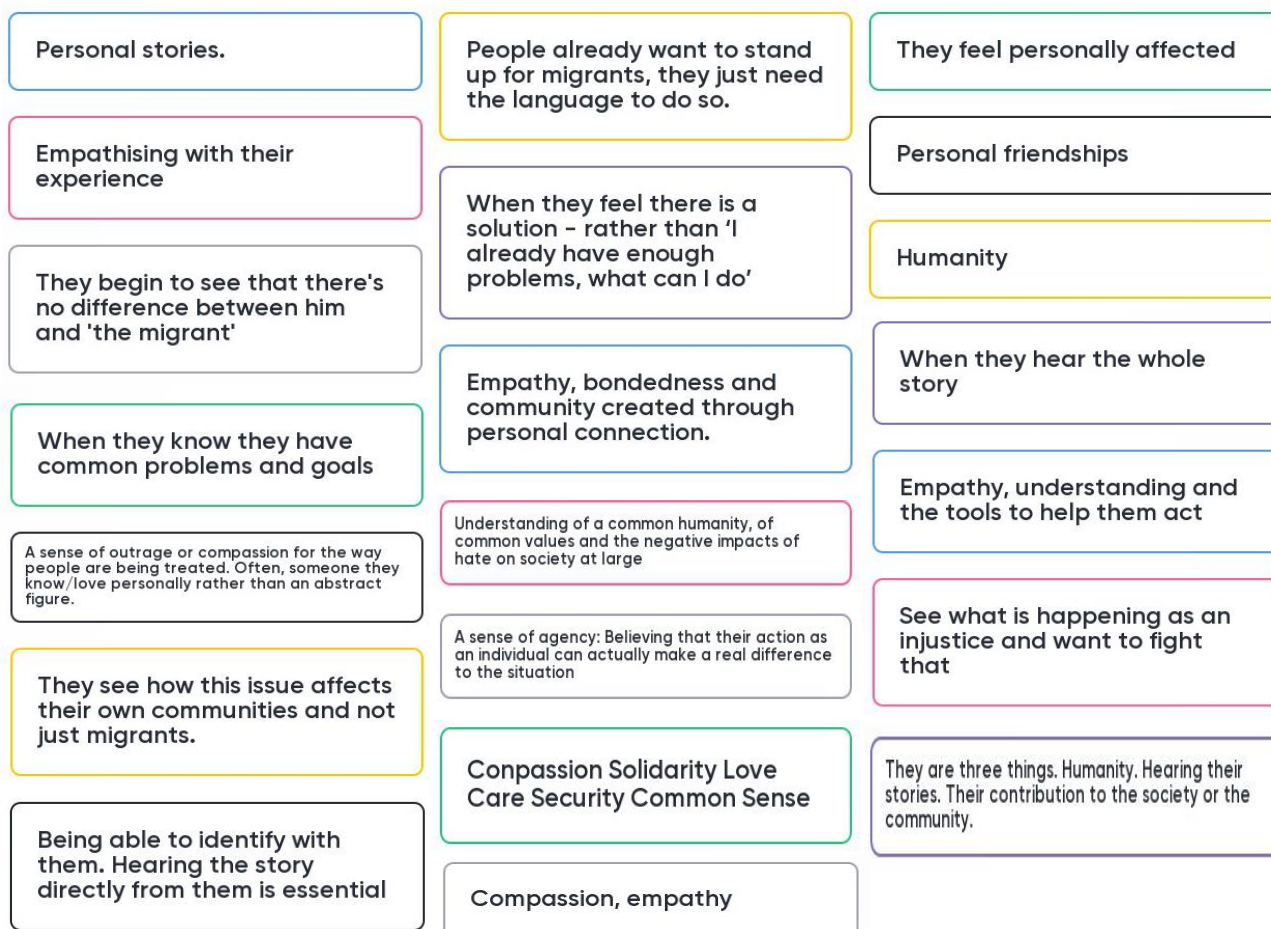 Personal stories.
Empathising with their
experience
They begin to see that there's
no difference between him
and 'the migrant'
When they know they have
common problems and goals
A sense of outrage or compassion for the way
people are being treated. Often, someone they
know/love personally rather than an abstract
figure.
They see how this issue affects
their own communities and not
just migrants.
Being able to identify with
them. Hearing the story
directly from them is essential
People already want to stand
up for migrants, they just need
the language to do so.
When they feel there is a
solution – rather than ‘I
already have enough
problems, what can I do’
Empathy, bondedness and
community created through
personal connection.
Understanding of a common humanity, of
common values and the negative impacts of
hate on society at large
A sense of agency: Believing that their action as
an individual can actually make a real difference
to the situation
Conpassion Solidarity Love
Care Security Common Sense
Compassion, empathy
They feel personally affected
Personal friendships
Humanity
When they hear the whole
story
Empathy, understanding and
the tools to help them act
See what is happening as an
injustice and want to fight
that
They are three things. Humanity. Hearing their
stories. Their contribution to the society or the
community.